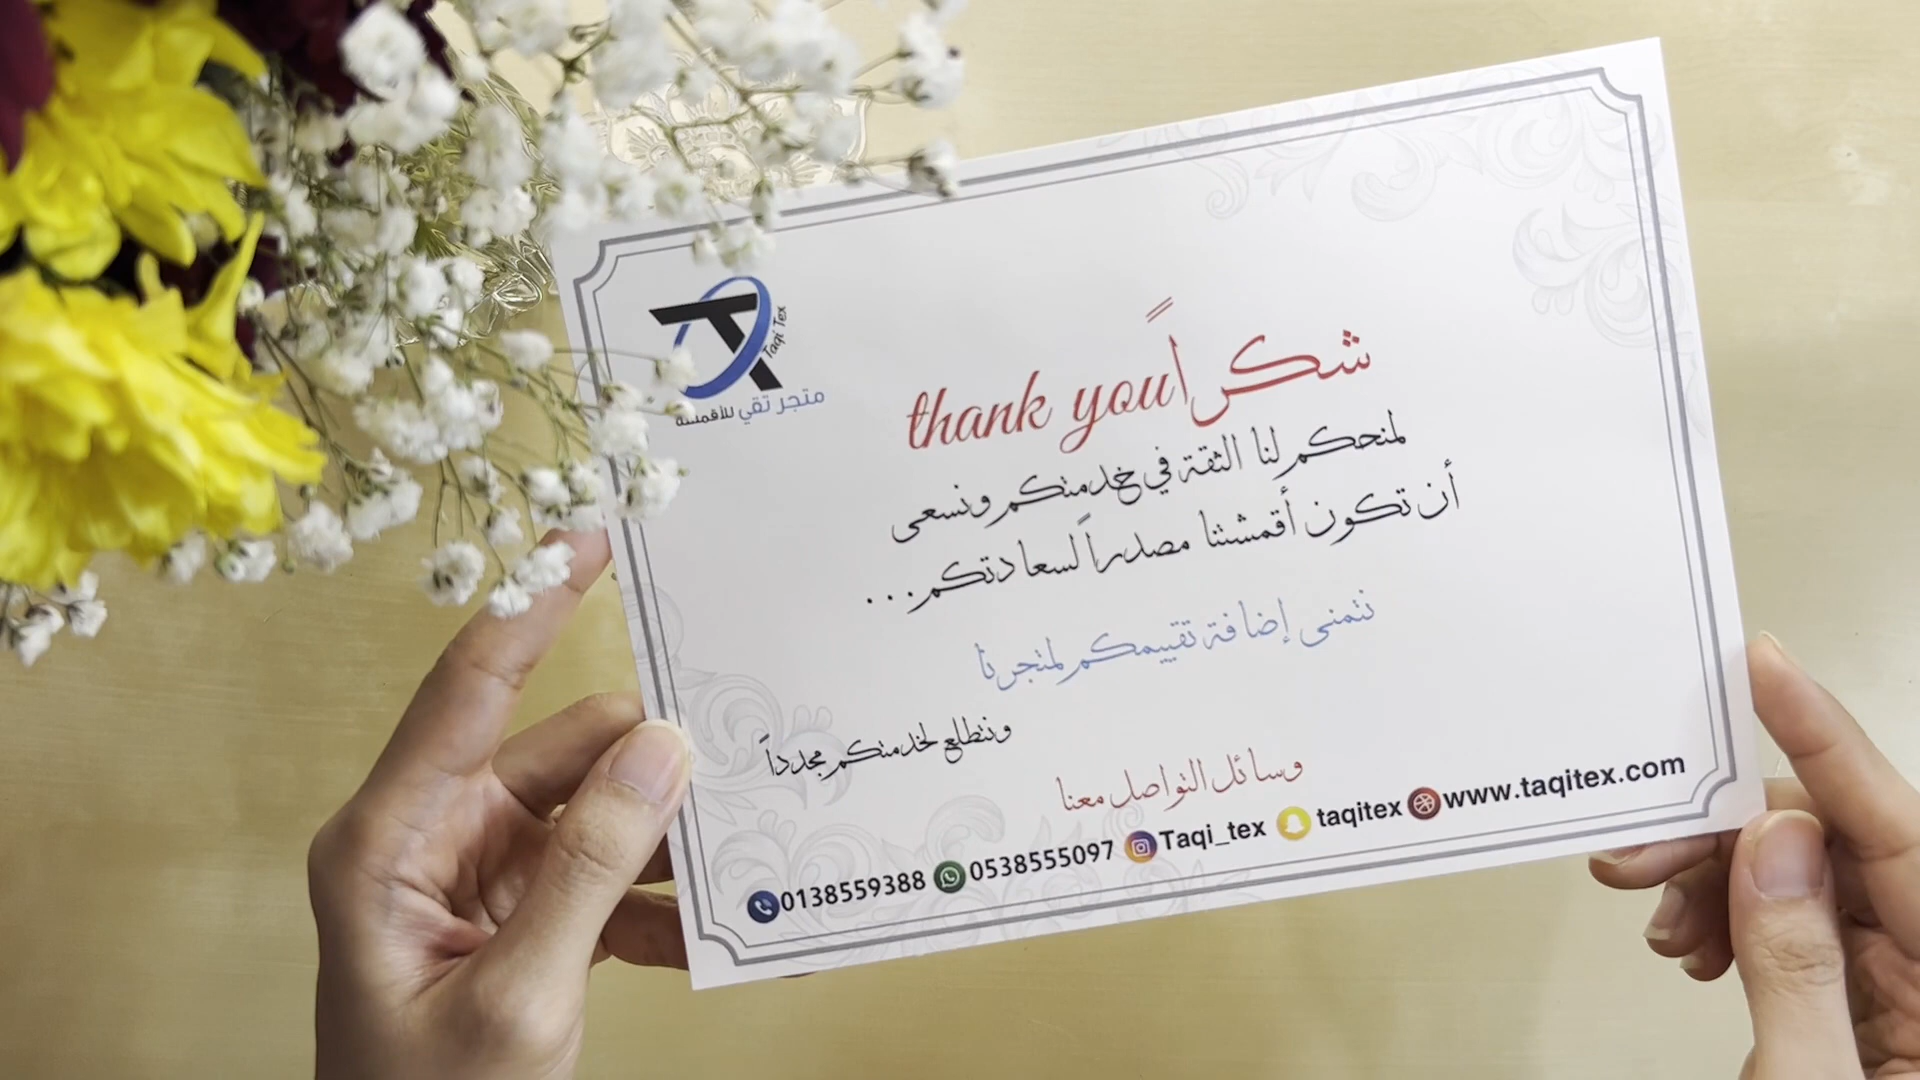 Taqi Tex
متجر تقي للأقمشة
شكراً thank you
لمنحكم لنا الثقة في خدمتكم ونسعى
أن تكون أقمشتنا مصدراً لسعادتكم...
نتمنى إضافة تقييمكم لمتجرنا
ونتطلع لخدمتكم مجدداً
وسائل التواصل معنا
0138559388 0538555097 Taqi_tex taqitex www.taqitex.com